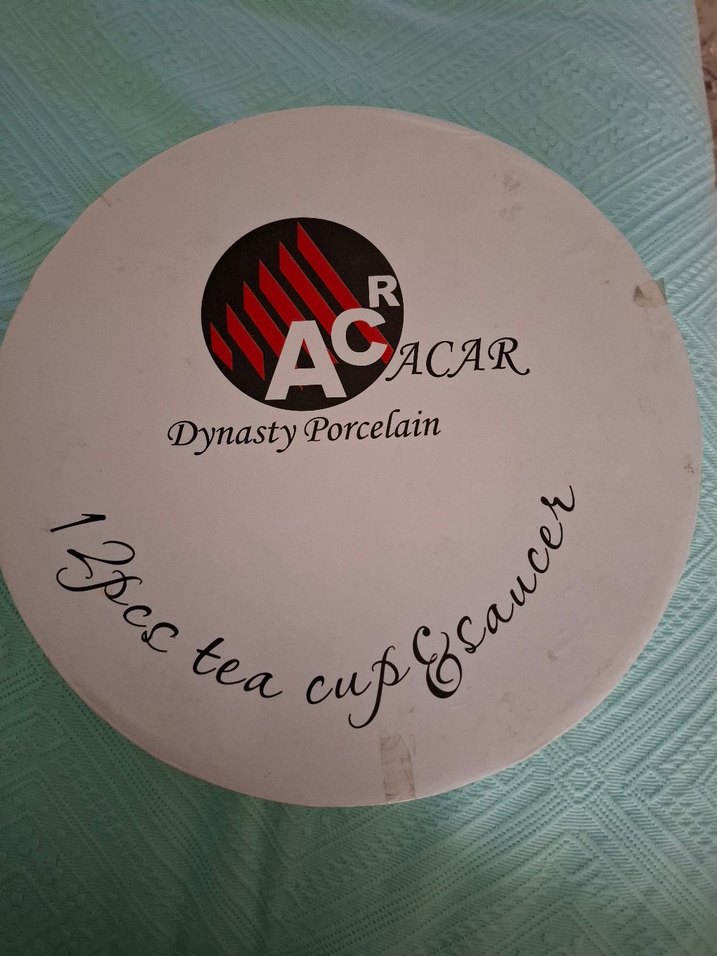 ACR
ACAR
Dynasty Porcelain
12pcs tea cup & saucer